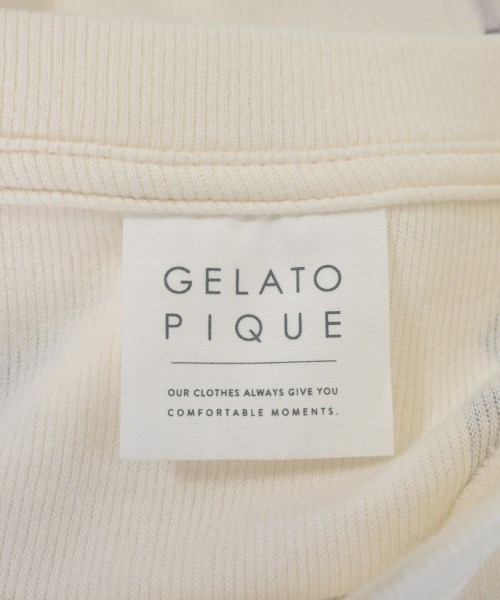 GELATO
PIQUE
OUR CLOTHES ALWAYS GIVE YOU
COMFORTABLE MOMENTS.